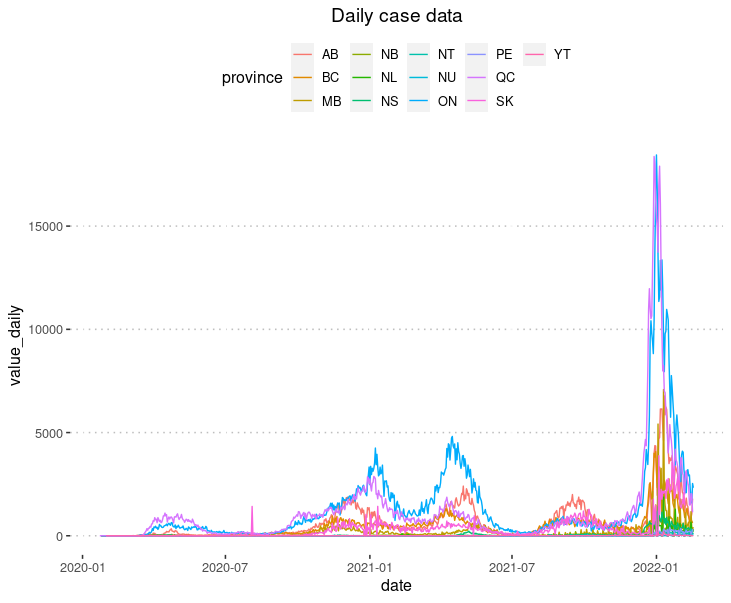 Daily case data
province
AB NB NT PE YT
BC NL NU QC
MB NS ON SK
value_daily
15000
10000
5000
0
2020-01 2020-07 2021-01 2021-07 2022-01
date